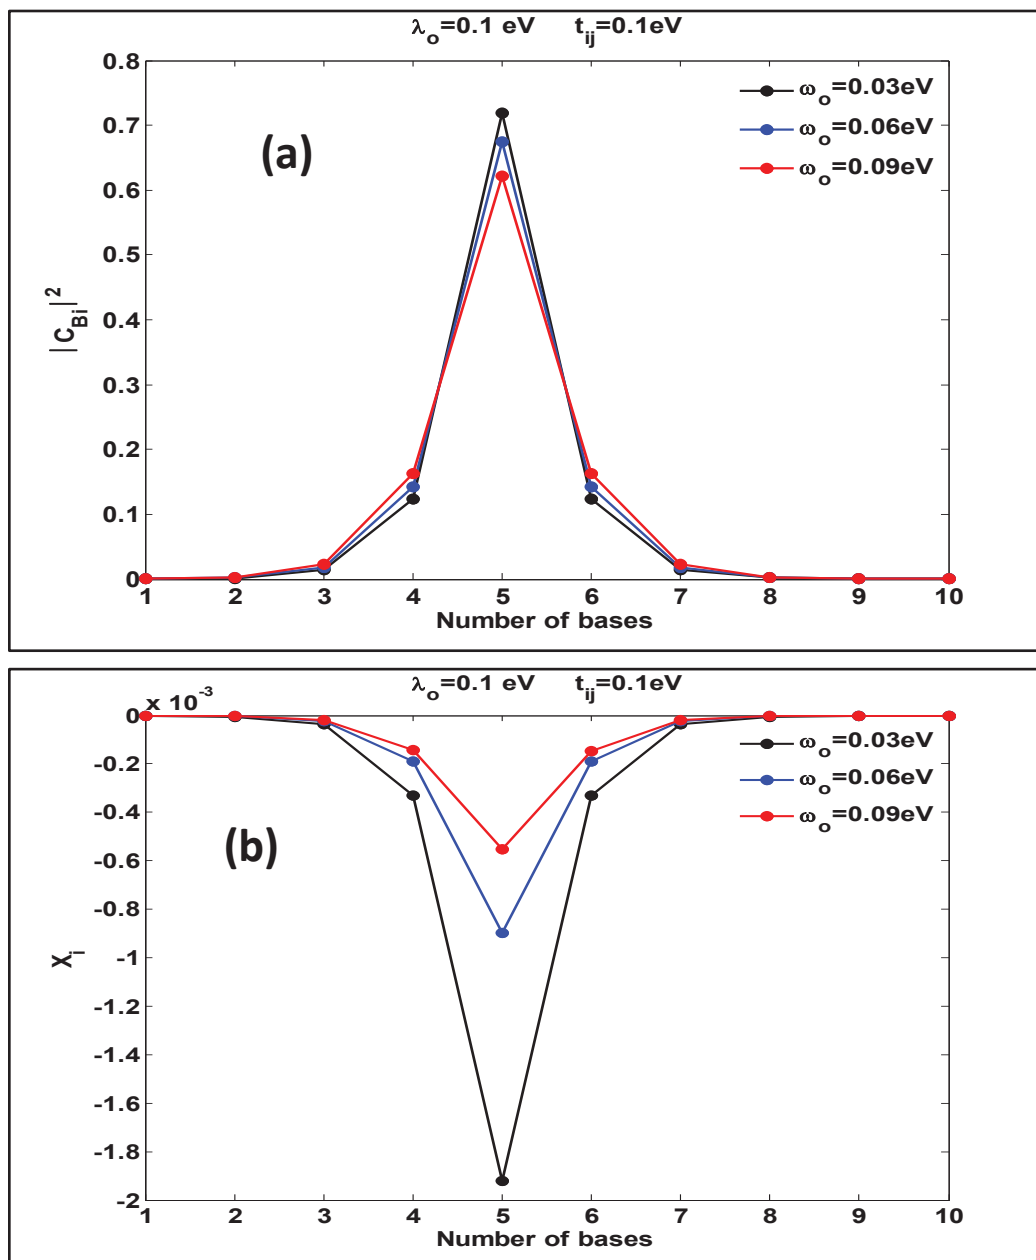 λo=0.1 eV tij=0.1eV
0.8
0.7
0.6
0.5
0.4
0.3
0.2
0.1
0
|CBi|2
(a)
ωo=0.03eV
ωo=0.06eV
ωo=0.09eV
1 2 3 4 5 6 7 8 9 10
Number of bases
λo=0.1 eV tij=0.1eV
x 10-3
0
-0.2
-0.4
-0.6
-0.8
-1
-1.2
-1.4
-1.6
-1.8
-2
Xi
(b)
ωo=0.03eV
ωo=0.06eV
ωo=0.09eV
1 2 3 4 5 6 7 8 9 10
Number of bases